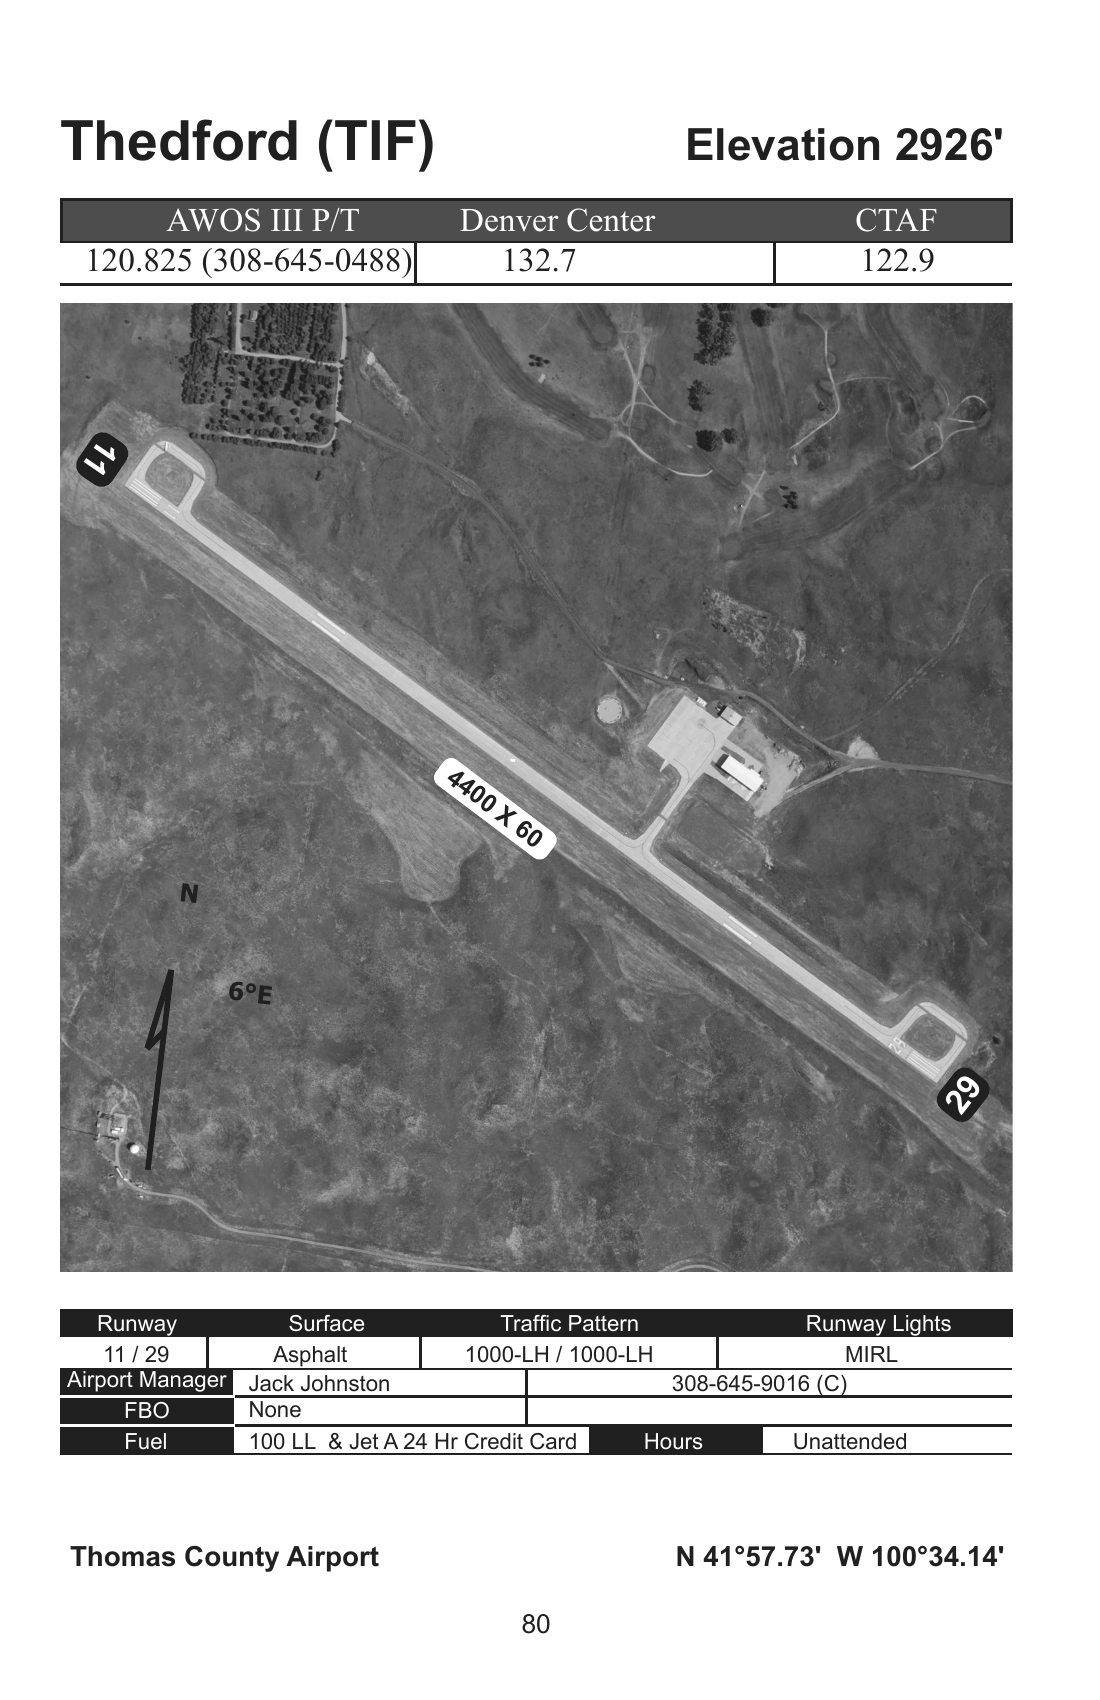 Thedford (TIF) Elevation 2926'
AWOS III P/T Denver Center CTAF
120.825 (308-645-0488) 132.7 122.9
11
4400 X 60
N
6°E
29
29
Runway Surface Traffic Pattern Runway Lights
11 / 29 Asphalt 1000-LH / 1000-LH MIRL
Airport Manager Jack Johnston 308-645-9016 (C)
FBO None
Fuel 100 LL & Jet A 24 Hr Credit Card Hours Unattended
Thomas County Airport N 41°57.73' W 100°34.14'
80